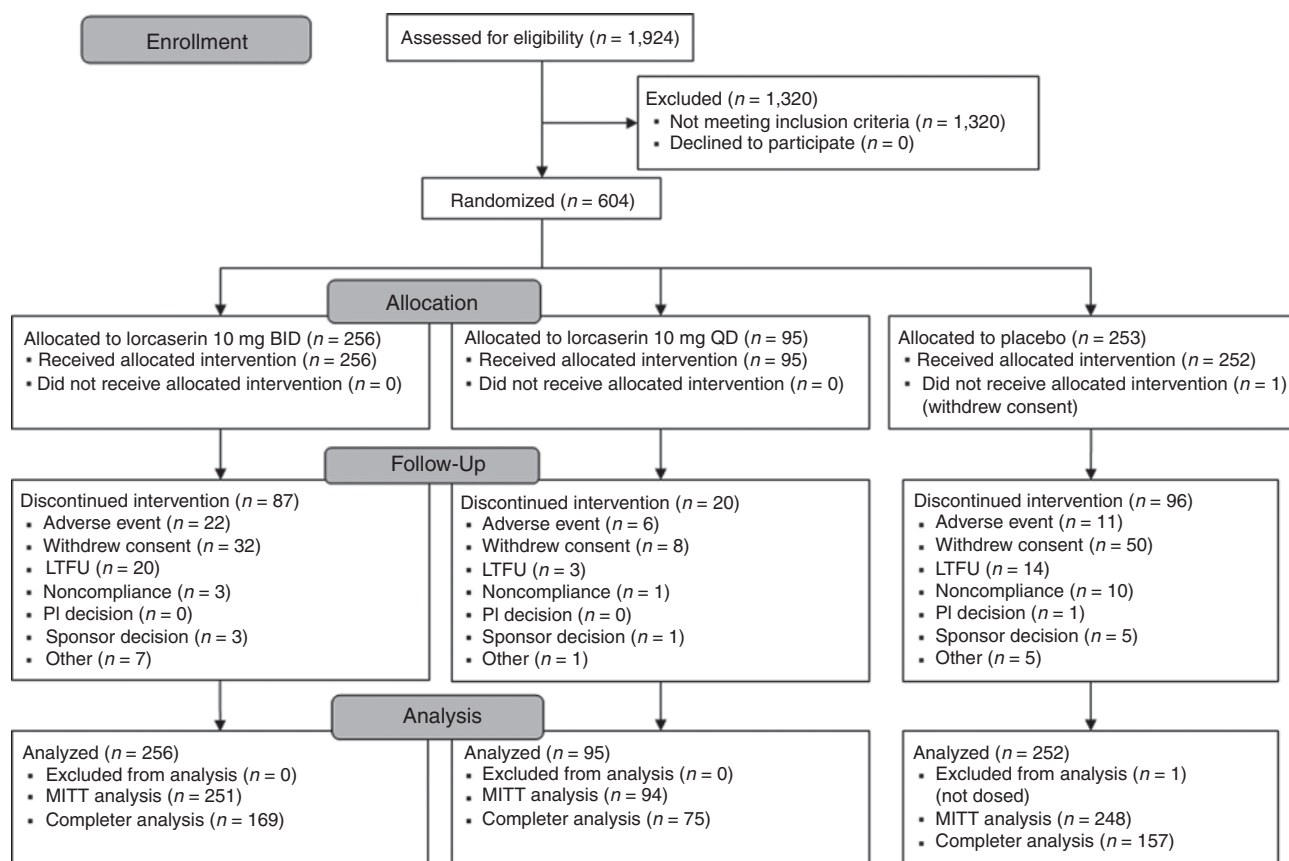 Enrollment
Assessed for eligibility (n = 1,924)
Excluded (n = 1,320)
▪ Not meeting inclusion criteria (n = 1,320)
▪ Declined to participate (n = 0)
Randomized (n = 604)
Allocation
Allocated to lorcaserin 10 mg BID (n = 256)
▪ Received allocated intervention (n = 256)
▪ Did not receive allocated intervention (n = 0)
Allocated to lorcaserin 10 mg QD (n = 95)
▪ Received allocated intervention (n = 95)
▪ Did not receive allocated intervention (n = 0)
Allocated to placebo (n = 253)
▪ Received allocated intervention (n = 252)
▪ Did not receive allocated intervention (n = 1)
(withdrew consent)
Follow-Up
Discontinued intervention (n = 87)
▪ Adverse event (n = 22)
▪ Withdrew consent (n = 32)
▪ LTFU (n = 20)
▪ Noncompliance (n = 3)
▪ PI decision (n = 0)
▪ Sponsor decision (n = 3)
▪ Other (n = 7)
Discontinued intervention (n = 20)
▪ Adverse event (n = 6)
▪ Withdrew consent (n = 8)
▪ LTFU (n = 3)
▪ Noncompliance (n = 1)
▪ PI decision (n = 0)
▪ Sponsor decision (n = 1)
▪ Other (n = 1)
Discontinued intervention (n = 96)
▪ Adverse event (n = 11)
▪ Withdrew consent (n = 50)
▪ LTFU (n = 14)
▪ Noncompliance (n = 10)
▪ PI decision (n = 1)
▪ Sponsor decision (n = 5)
▪ Other (n = 5)
Analysis
Analyzed (n = 256)
▪ Excluded from analysis (n = 0)
▪ MITT analysis (n = 251)
▪ Completer analysis (n = 169)
Analyzed (n = 95)
▪ Excluded from analysis (n = 0)
▪ MITT analysis (n = 94)
▪ Completer analysis (n = 75)
Analyzed (n = 252)
▪ Excluded from analysis (n = 1)
(not dosed)
▪ MITT analysis (n = 248)
▪ Completer analysis (n = 157)